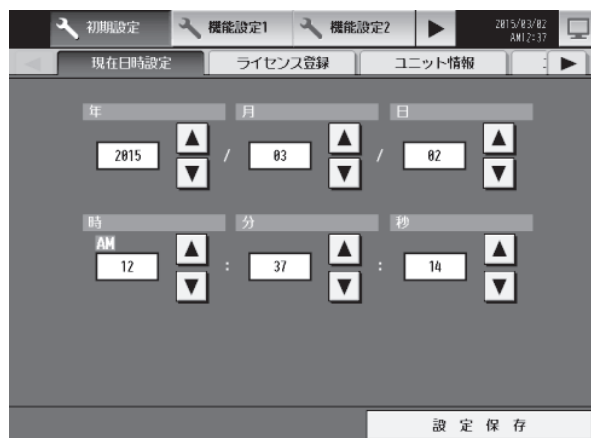 初期設定 機能設定1 機能設定2 2015/03/02
AM12:37
現在日時設定 ライセンス登録 ユニット情報
年 月 日
2015 / 03 / 02
時 分 秒
AM
12 : 37 : 14
設定保存